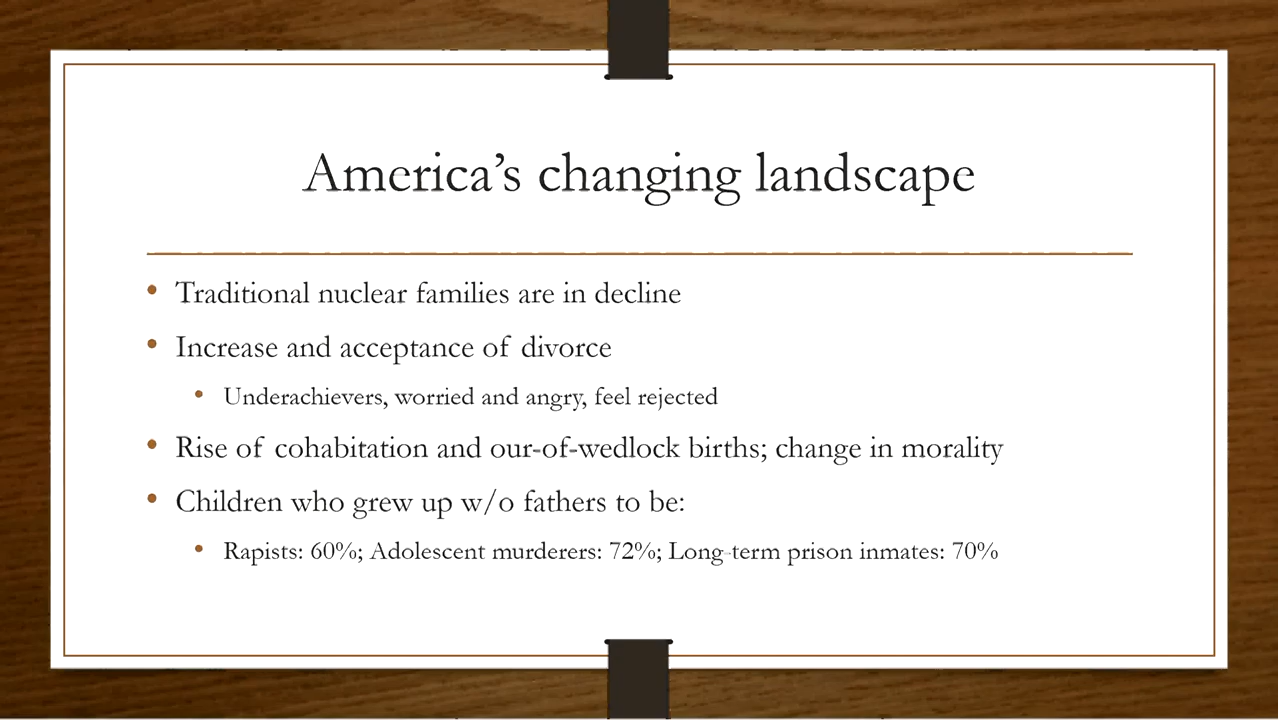 America’s changing landscape
• Traditional nuclear families are in decline
• Increase and acceptance of divorce
• Underachievers, worried and angry, feel rejected
• Rise of cohabitation and our-of-wedlock births; change in morality
• Children who grew up w/o fathers to be:
• Rapists: 60%; Adolescent murderers: 72%; Long-term prison inmates: 70%